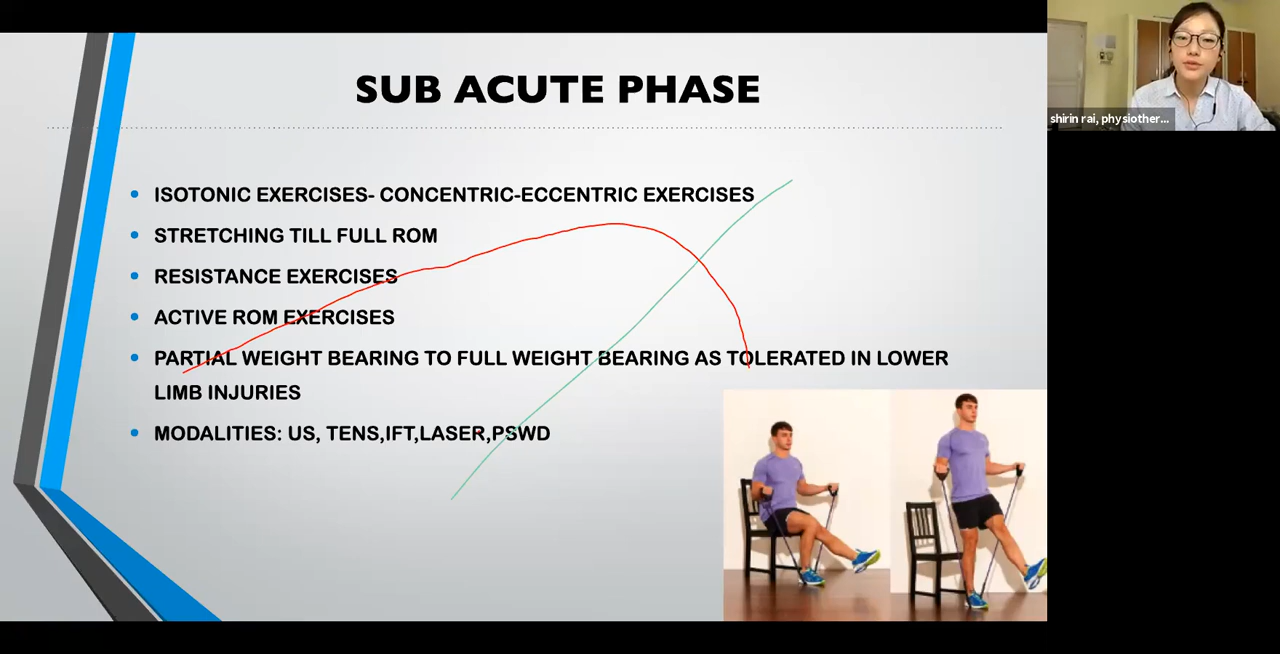 SUB ACUTE PHASE
shirin rai, physiother...
ISOTONIC EXERCISES- CONCENTRIC-ECCENTRIC EXERCISES
STRETCHING TILL FULL ROM
RESISTANCE EXERCISES
ACTIVE ROM EXERCISES
PARTIAL WEIGHT BEARING TO FULL WEIGHT BEARING AS TOLERATED IN LOWER
LIMB INJURIES
MODALITIES: US, TENS,IFT,LASER,PSWD